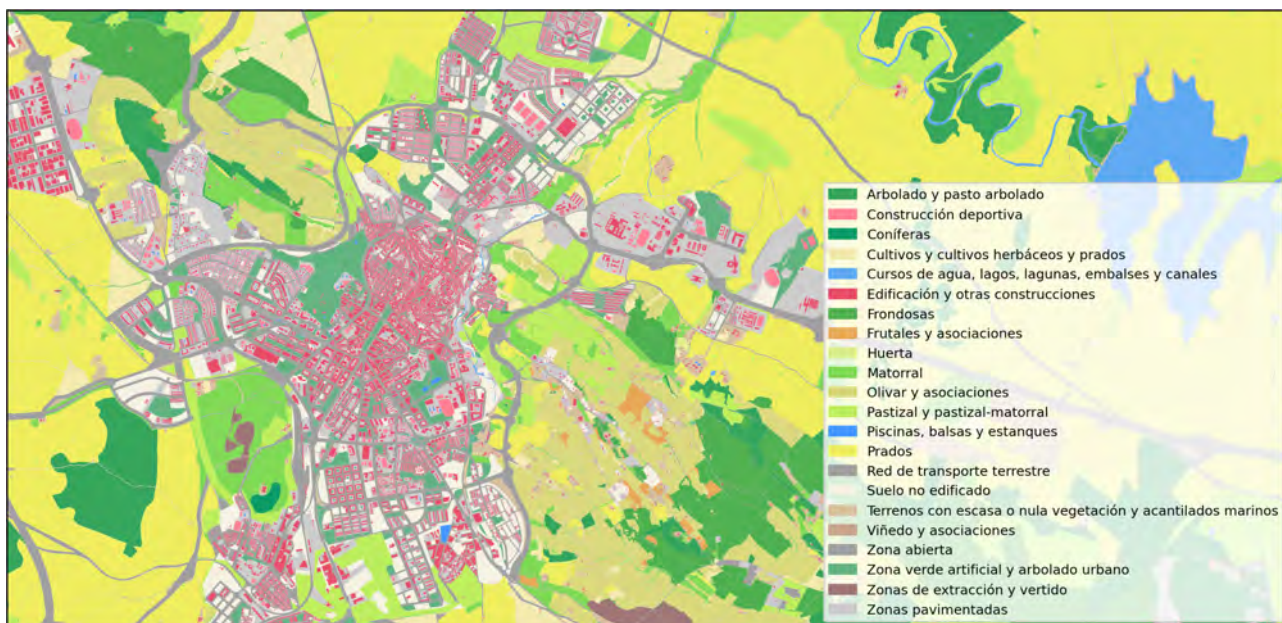 Arbolado y pasto arbolado
Construcción deportiva
Coníferas
Cultivos y cultivos herbáceos y prados
Cursos de agua, lagos, lagunas, embalses y canales
Edificación y otras construcciones
Frondosas
Frutales y asociaciones
Huerta
Matorral
Olivar y asociaciones
Pastizal y pastizal-matorral
Piscinas, balsas y estanques
Prados
Red de transporte terrestre
Suelo no edificado
Terrenos con escasa o nula vegetación y acantilados marinos
Viñedo y asociaciones
Zona abierta
Zona verde artificial y arbolado urbano
Zonas de extracción y vertido
Zonas pavimentadas